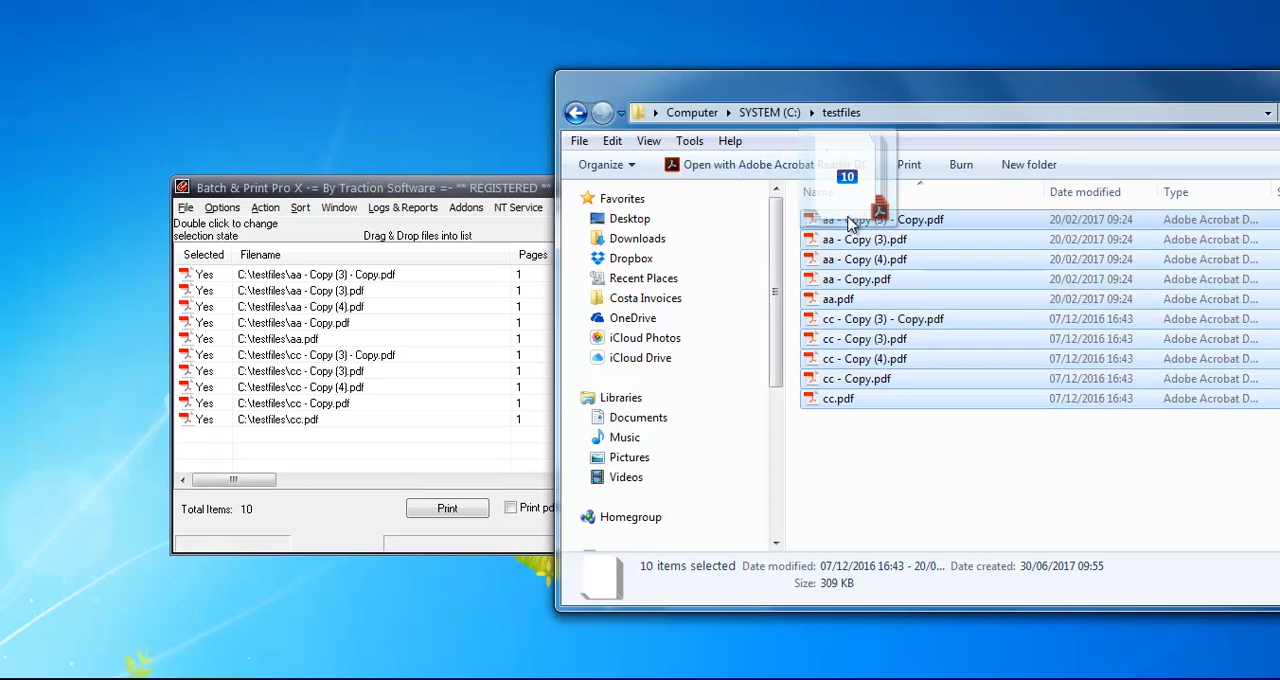 Batch & Print Pro X -= By Traction Software =- ** REGISTERED **
File Options Action Sort Window Logs & Reports Addons NT Service
Double click to change
selection state
Drag & Drop files into list
Selected Filename Pages
Yes C:\testfiles\aa - Copy (3) - Copy.pdf 1
Yes C:\testfiles\aa - Copy (3).pdf 1
Yes C:\testfiles\aa - Copy (4).pdf 1
Yes C:\testfiles\aa - Copy.pdf 1
Yes C:\testfiles\aa.pdf 1
Yes C:\testfiles\cc - Copy (3) - Copy.pdf 1
Yes C:\testfiles\cc - Copy (3).pdf 1
Yes C:\testfiles\cc - Copy (4).pdf 1
Yes C:\testfiles\cc - Copy.pdf 1
Yes C:\testfiles\cc.pdf 1
Total Items: 10
Print
Print pd
Computer SYSTEM (C:) testfiles
File Edit View Tools Help
Organize Open with Adobe Acrobat Reader DC Print Burn New folder
10
Favorites
Desktop
Downloads
Dropbox
Recent Places
Costa Invoices
OneDrive
iCloud Photos
iCloud Drive
Libraries
Documents
Music
Pictures
Videos
Homegroup
Name Date modified Type
aa - Copy (3) - Copy.pdf 20/02/2017 09:24 Adobe Acrobat D...
aa - Copy (3).pdf 20/02/2017 09:24 Adobe Acrobat D...
aa - Copy (4).pdf 20/02/2017 09:24 Adobe Acrobat D...
aa - Copy.pdf 20/02/2017 09:24 Adobe Acrobat D...
aa.pdf 20/02/2017 09:24 Adobe Acrobat D...
cc - Copy (3) - Copy.pdf 07/12/2016 16:43 Adobe Acrobat D...
cc - Copy (3).pdf 07/12/2016 16:43 Adobe Acrobat D...
cc - Copy (4).pdf 07/12/2016 16:43 Adobe Acrobat D...
cc - Copy.pdf 07/12/2016 16:43 Adobe Acrobat D...
cc.pdf 07/12/2016 16:43 Adobe Acrobat D...
10 items selected Date modified: 07/12/2016 16:43 - 20/0... Date created: 30/06/2017 09:55
Size: 309 KB